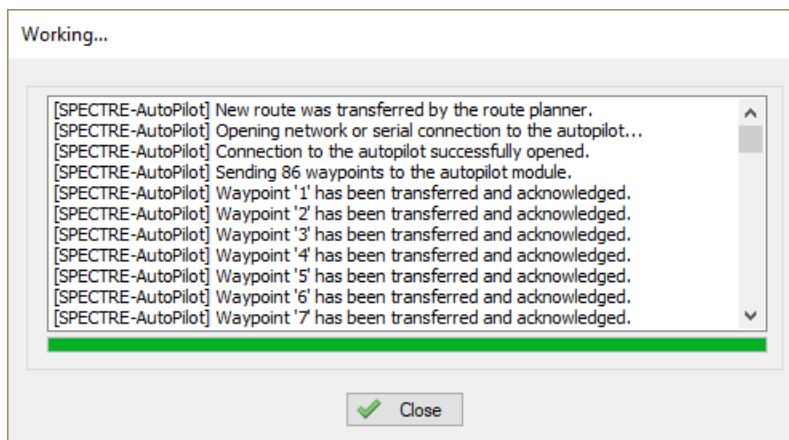 Working...
[SPECTRE-AutoPilot] New route was transferred by the route planner.
[SPECTRE-AutoPilot] Opening network or serial connection to the autopilot...
[SPECTRE-AutoPilot] Connection to the autopilot successfully opened.
[SPECTRE-AutoPilot] Sending 86 waypoints to the autopilot module.
[SPECTRE-AutoPilot] Waypoint '1' has been transferred and acknowledged.
[SPECTRE-AutoPilot] Waypoint '2' has been transferred and acknowledged.
[SPECTRE-AutoPilot] Waypoint '3' has been transferred and acknowledged.
[SPECTRE-AutoPilot] Waypoint '4' has been transferred and acknowledged.
[SPECTRE-AutoPilot] Waypoint '5' has been transferred and acknowledged.
[SPECTRE-AutoPilot] Waypoint '6' has been transferred and acknowledged.
[SPECTRE-AutoPilot] Waypoint '7' has been transferred and acknowledged.
Close